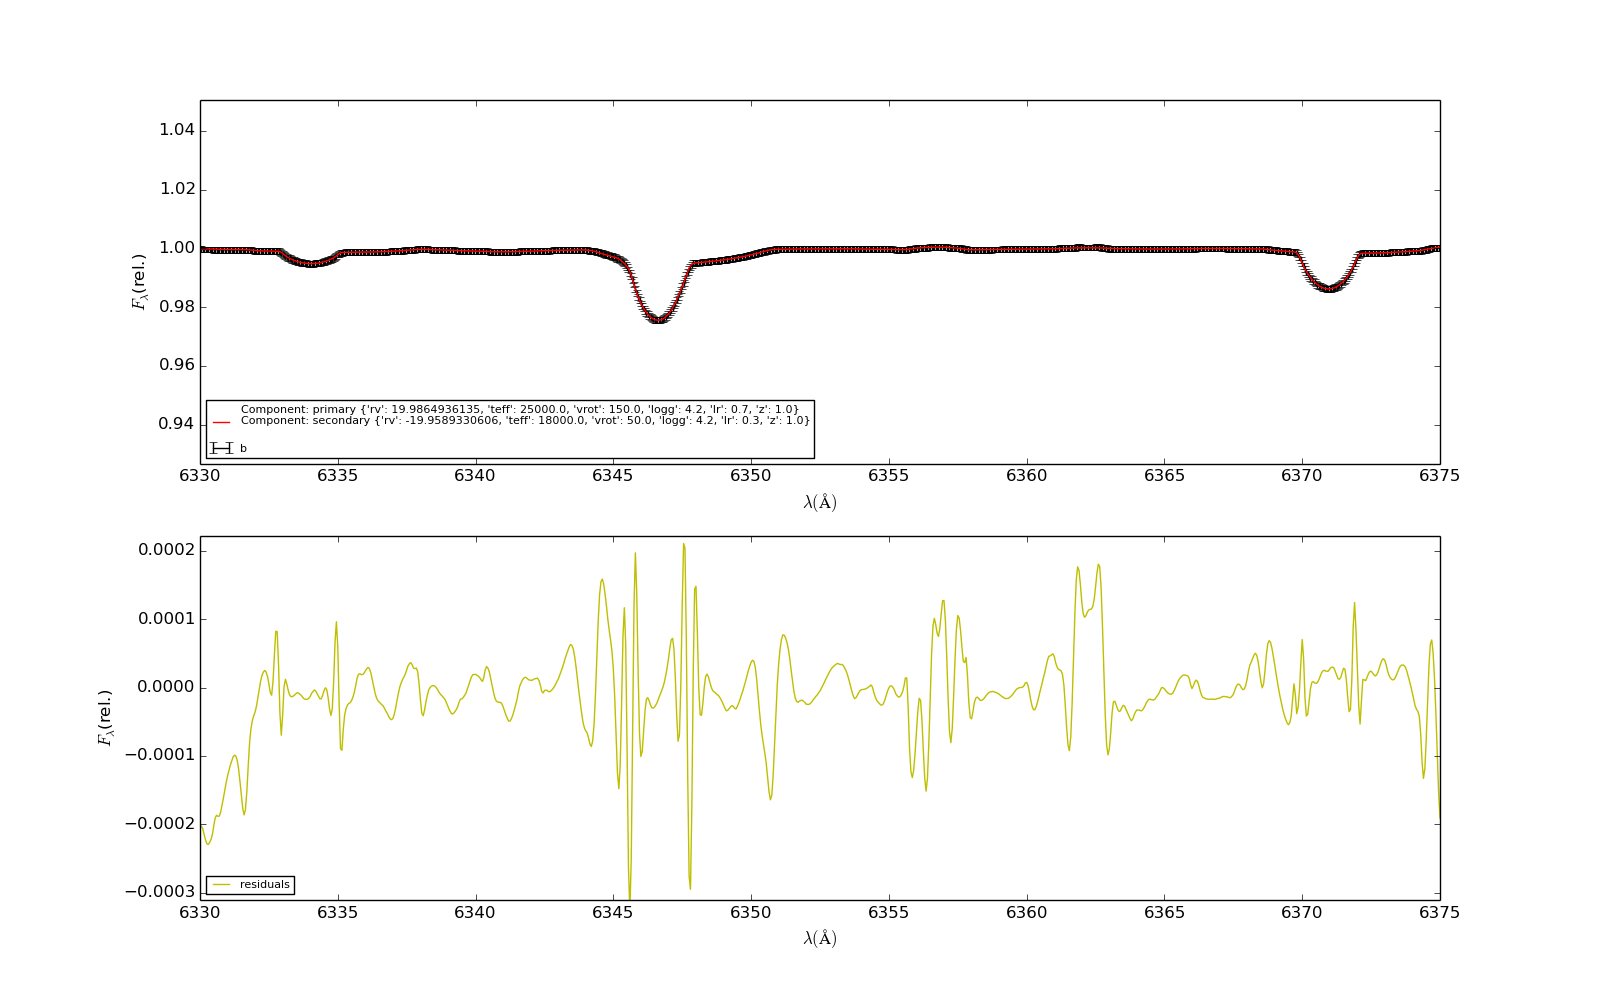 1.04
1.02
1.00
0.98
0.96
0.94
F_λ(rel.)
Component: primary {'rv': 19.9864936135, 'teff': 25000.0, 'vrot': 150.0, 'logg': 4.2, 'lr': 0.7, 'z': 1.0}
Component: secondary {'rv': -19.9589330606, 'teff': 18000.0, 'vrot': 50.0, 'logg': 4.2, 'lr': 0.3, 'z': 1.0}
b
6330 6335 6340 6345 6350 6355 6360 6365 6370 6375
λ(Å)
0.0002
0.0001
0.0000
−0.0001
−0.0002
−0.0003
F_λ(rel.)
residuals
6330 6335 6340 6345 6350 6355 6360 6365 6370 6375
λ(Å)